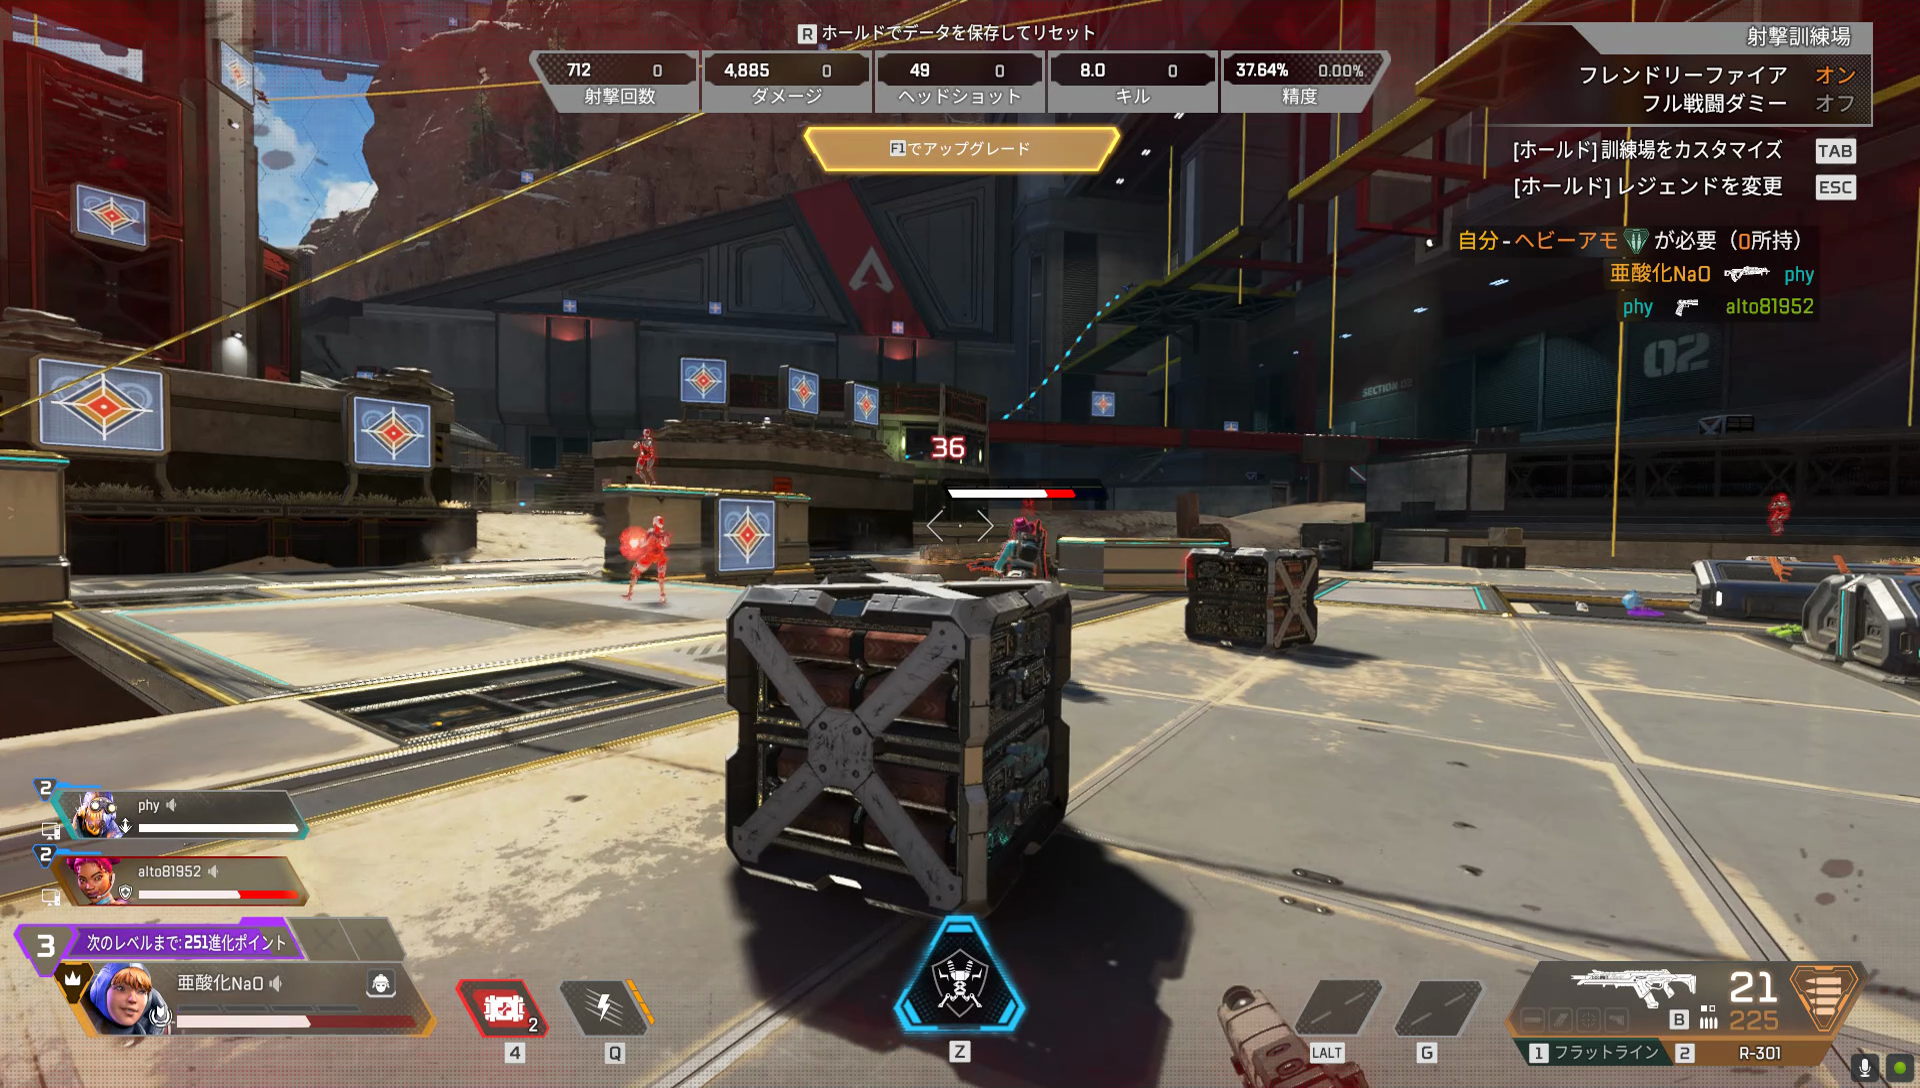 R ホールドでデータを保存してリセット
712 0 4,885 0 49 0 8.0 0 37.64% 0.00%
射撃回数 ダメージ ヘッドショット キル 精度
F1でアップグレード
射撃訓練場
フレンドリーファイア オン
フル戦闘ダミー オフ
[ホールド]訓練場をカスタマイズ TAB
[ホールド]レジェンドを変更 ESC
自分-ヘビーアモ が必要 (0所持)
亜酸化NaO phy
phy alto81952
02
SECTION 02
36
2 phy
2 alto81952
3 次のレベルまで:251進化ポイント
亜酸化NaO
2
4 Q Z LALT G
21
B 225
1 フラットライン 2 R-301